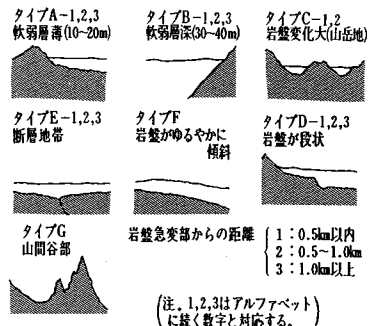 タイプA-1,2,3
軟弱層薄(10~20m)
タイプB-1,2,3
軟弱層深(30~40m)
タイプC-1,2
岩盤変化大(山岳地)
タイプE-1,2,3
断層地帯
タイプF
岩盤がゆるやかに
傾斜
タイプD-1,2,3
岩盤が段状
タイプG
山間谷部
岩盤急変部からの距離
1:0.5km以内
2:0.5~1.0km
3:1.0km以上
(注. 1,2,3はアルファベット
に続く数字と対応する。)